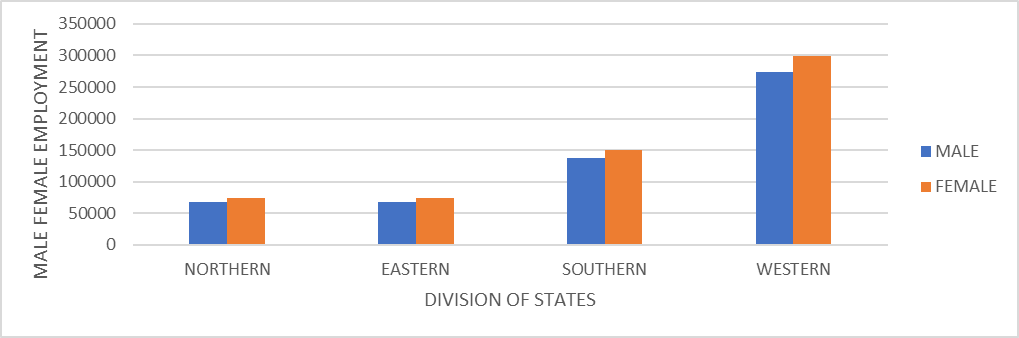 350000
300000
250000
200000
150000
100000
50000
0
MALE FEMALE EMPLOYMENT
NORTHERN
EASTERN
SOUTHERN
WESTERN
DIVISION OF STATES
MALE
FEMALE